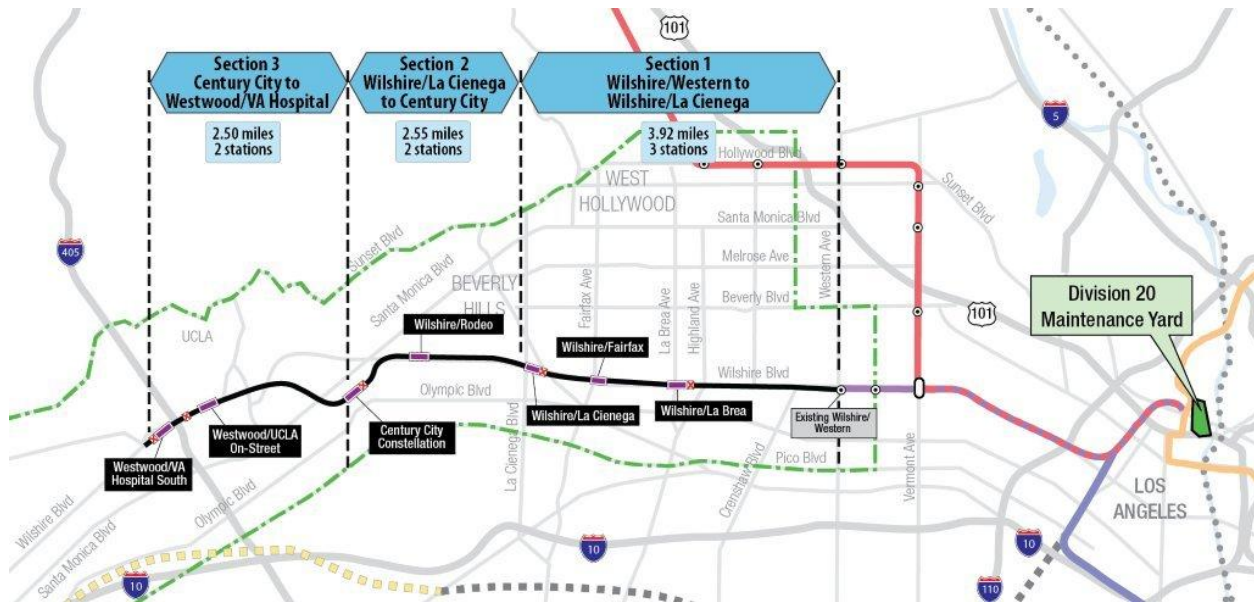 101
Section 3
Century City to
Westwood/VA Hospital
Section 2
Wilshire/La Cienega
to Century City
Section 1
Wilshire/Western to
Wilshire/La Cienega
2.50 miles
2 stations
2.55 miles
2 stations
3.92 miles
3 stations
5
Hollywood Blvd
WEST
HOLLYWOOD
Sunset Blvd
Santa Monica Blvd
Sunset Blvd
405
Santa Monica Blvd
Melrose Ave
Western Ave
BEVERLY
HILLS
Fairfax Ave
La Brea Ave
Highland Ave
Beverly Blvd
101
Division 20
Maintenance Yard
UCLA
Wilshire/Rodeo
Wilshire/Fairfax
Wilshire Blvd
Olympic Blvd
Wilshire/La Cienega
Wilshire/La Brea
Existing Wilshire/
Western
Westwood/UCLA
On-Street
Century City
Constellation
La Cienega Blvd
Crenshaw Blvd
Pico Blvd
Vermont Ave
Westwood/VA
Hospital South
Olympic Blvd
Wilshire Blvd
Santa Monica Blvd
LOS
ANGELES
10
10
10
110